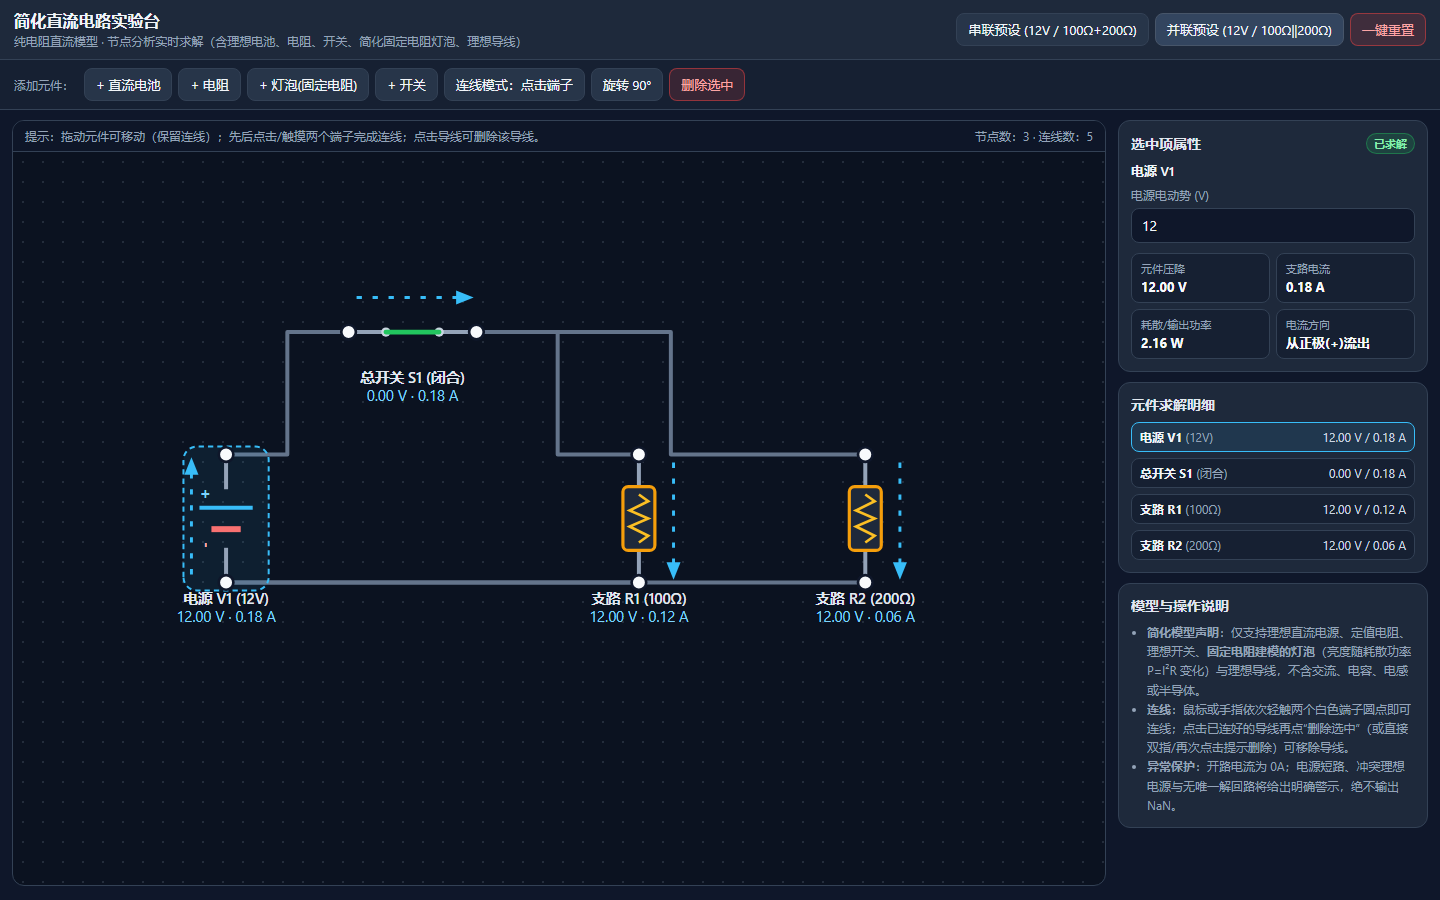 简化直流电路实验台
纯电阻直流模型 · 节点分析实时求解（含理想电池、电阻、开关、简化固定电阻灯泡、理想导线）
串联预设 (12V / 100Ω+200Ω)
并联预设 (12V / 100Ω||200Ω)
一键重置
添加元件：
+ 直流电池
+ 电阻
+ 灯泡(固定电阻)
+ 开关
连线模式：点击端子
旋转 90°
删除选中
提示：拖动元件可移动（保留连线）；先后点击/触摸两个端子完成连线；点击导线可删除该导线。
节点数：3 · 连线数：5
总开关 S1 (闭合)
0.00 V · 0.18 A
+
-
电源 V1 (12V)
12.00 V · 0.18 A
支路 R1 (100Ω)
12.00 V · 0.12 A
支路 R2 (200Ω)
12.00 V · 0.06 A
选中项属性
已求解
电源 V1
电源电动势 (V)
12
元件压降
12.00 V
支路电流
0.18 A
耗散/输出功率
2.16 W
电流方向
从正极(+)流出
元件求解明细
电源 V1 (12V)
12.00 V / 0.18 A
总开关 S1 (闭合)
0.00 V / 0.18 A
支路 R1 (100Ω)
12.00 V / 0.12 A
支路 R2 (200Ω)
12.00 V / 0.06 A
模型与操作说明
• 简化模型声明：仅支持理想直流电源、定值电阻、
理想开关、固定电阻建模的灯泡（亮度随耗散功率
P=I²R 变化）与理想导线，不含交流、电容、电感
或半导体。
• 连线：鼠标或手指依次轻触两个白色端子圆点即可
连线；点击已连好的导线再点“删除选中”（或直接
双指/再次点击提示删除）可移除导线。
• 异常保护：开路电流为 0A；电源短路、冲突理想
电源与无唯一解回路将给出明确警示，绝不输出
NaN。